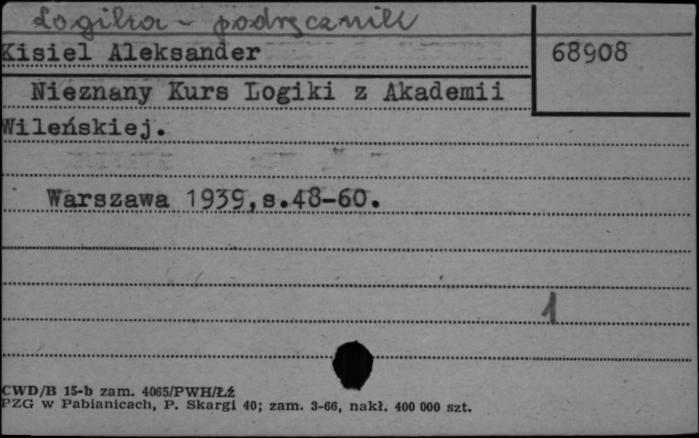 Logika - podręcznik
Kisiel Aleksander
68908
Nieznany Kurs Logiki z Akademii
Wileńskiej.
Warszawa 1939,s.48-60.
1
CWD/B 15-b zam. 4065/PWH/ŁŹ
PZG w Pabianicach, P. Skargi 40; zam. 3-66, nakł. 400 000 szt.